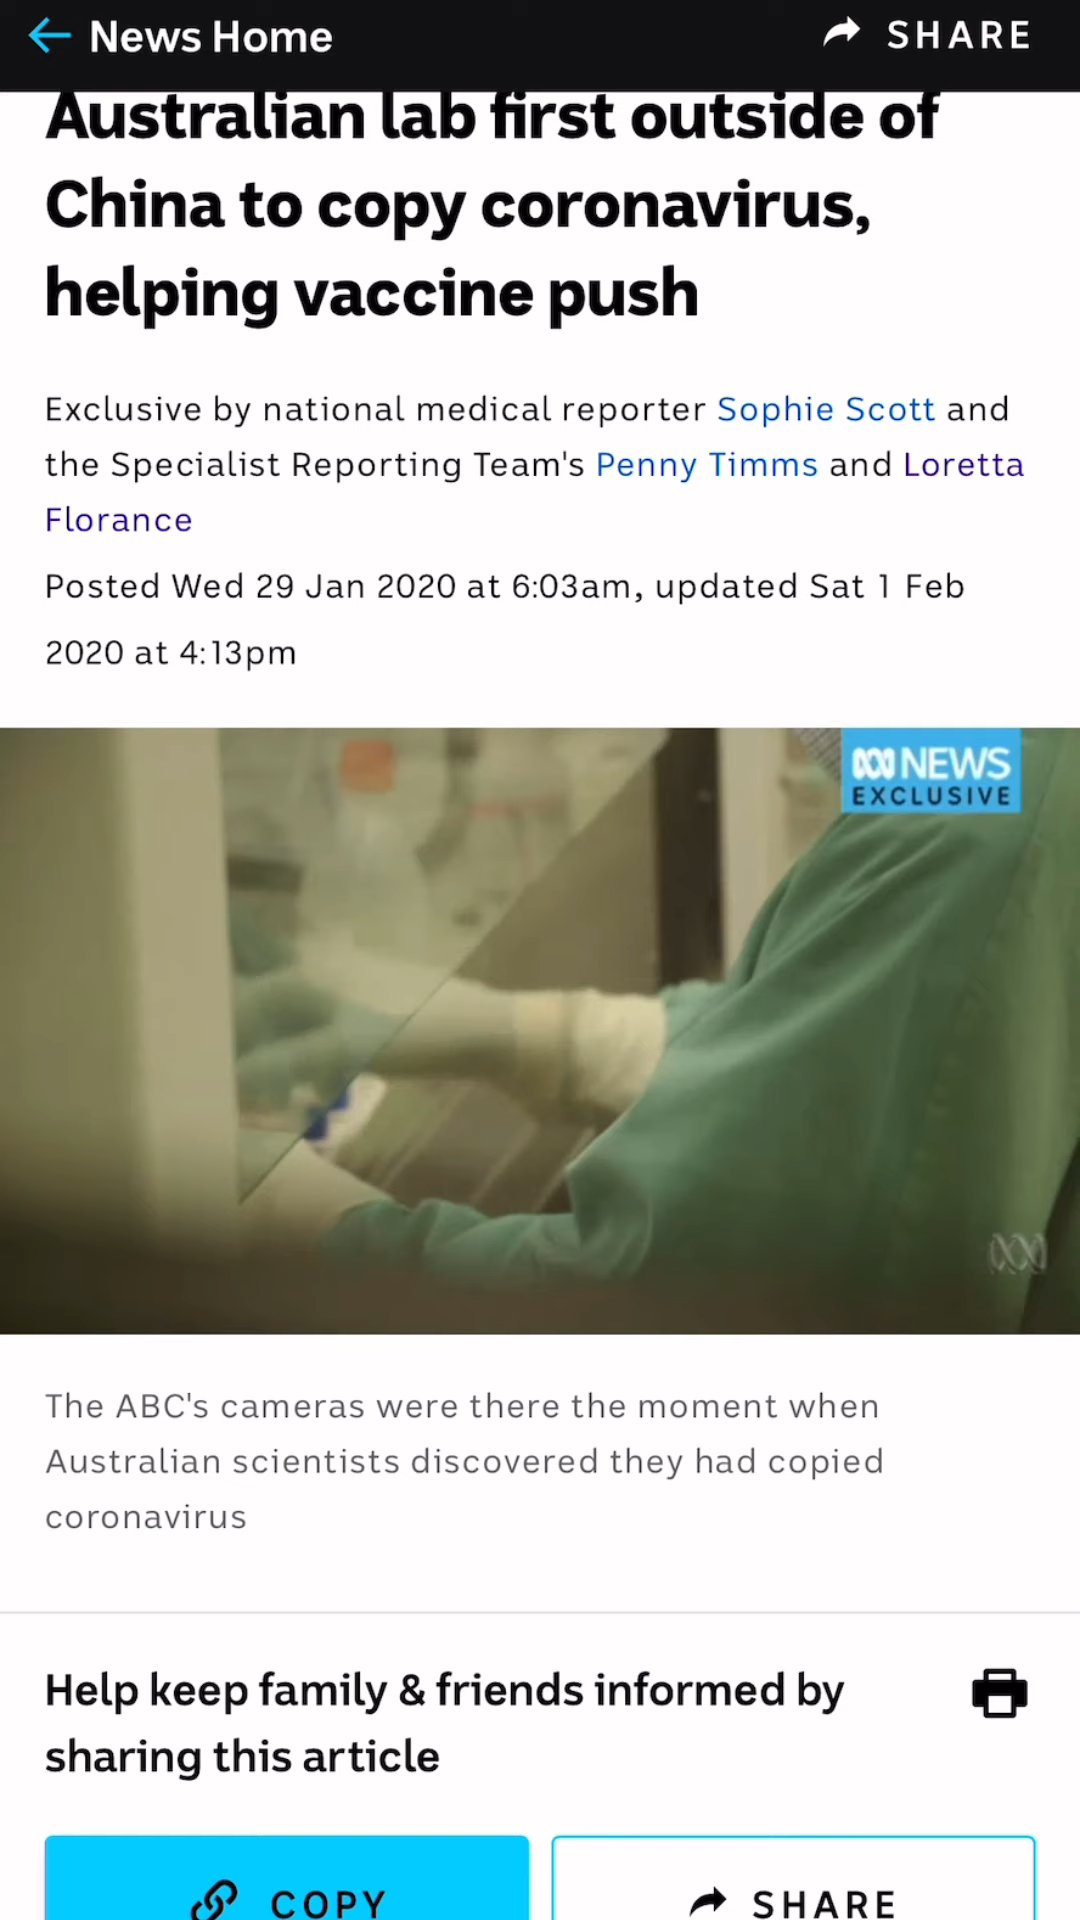 News Home
SHARE
Australian lab first outside of
China to copy coronavirus,
helping vaccine push
Exclusive by national medical reporter Sophie Scott and
the Specialist Reporting Team's Penny Timms and Loretta
Florance
Posted Wed 29 Jan 2020 at 6:03am, updated Sat 1 Feb
2020 at 4:13pm
NEWS
EXCLUSIVE
The ABC's cameras were there the moment when
Australian scientists discovered they had copied
coronavirus
Help keep family & friends informed by
sharing this article
COPY
SHARE